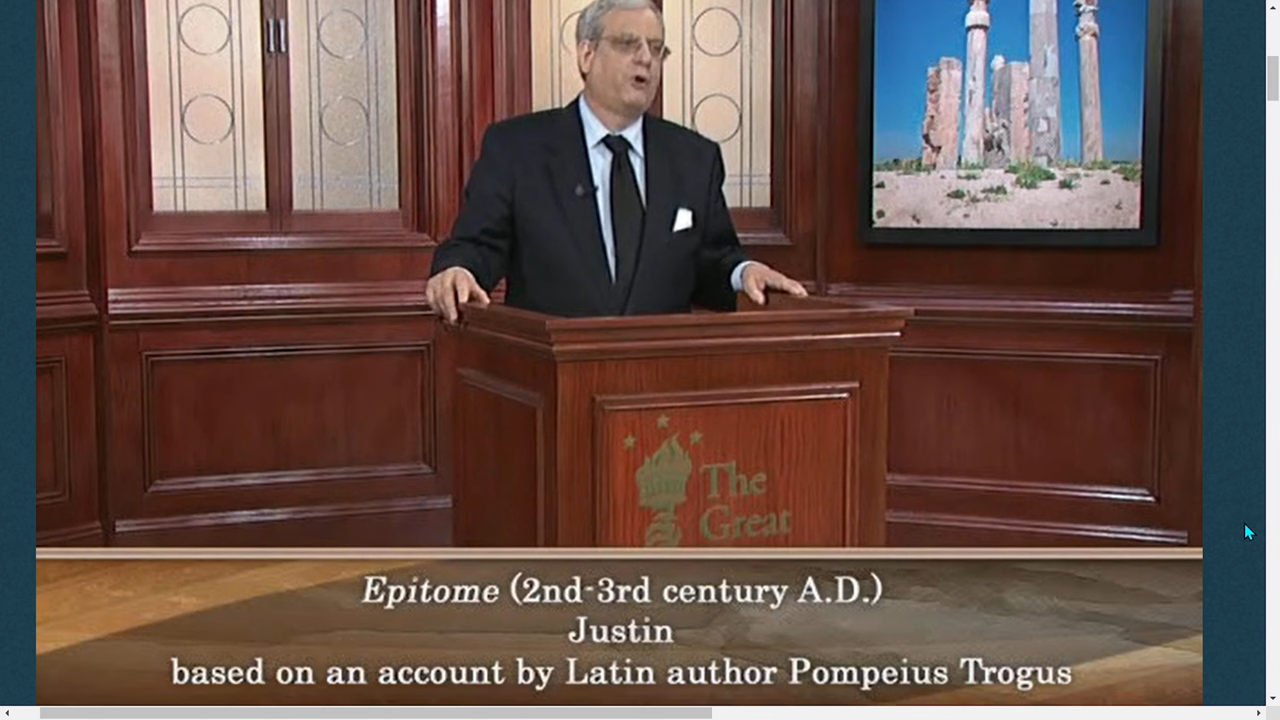 The
Great
Epitome (2nd-3rd century A.D.)
Justin
based on an account by Latin author Pompeius Trogus